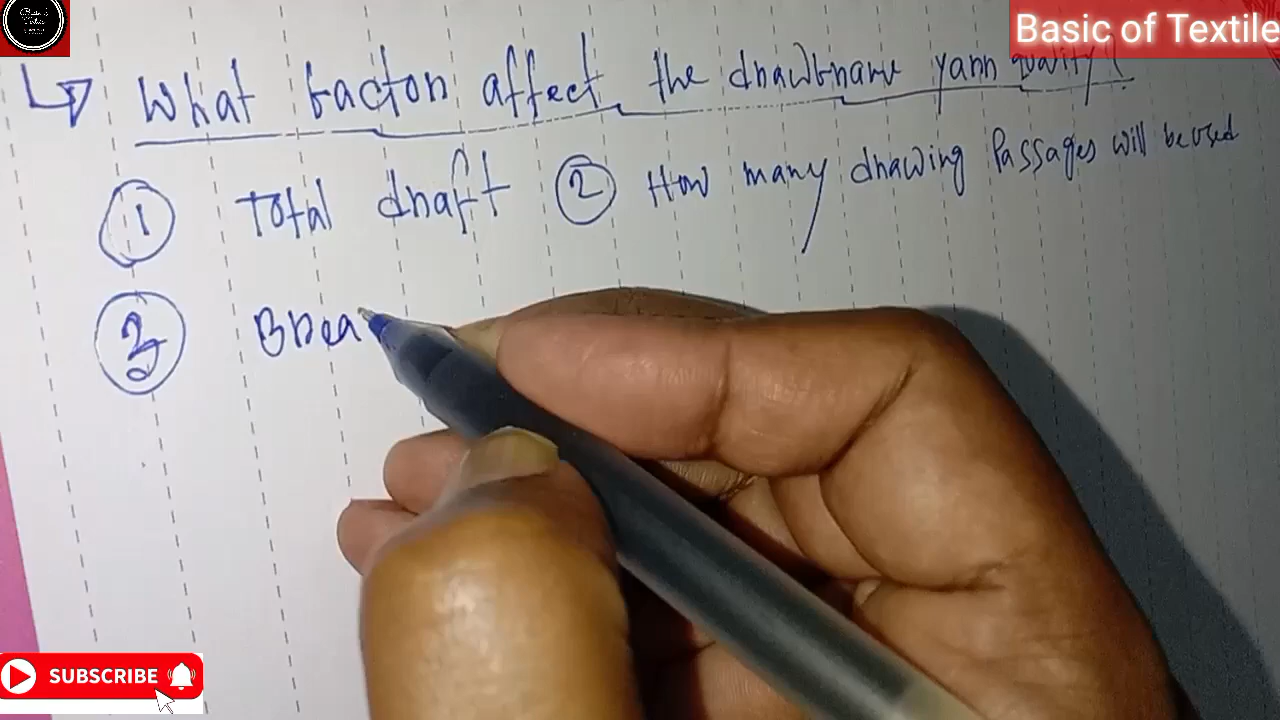 Basic of Textile
What factor affect the drawframe yarn quality?
① Total draft ② How many drawing Passages will be used
③ Brea
SUBSCRIBE